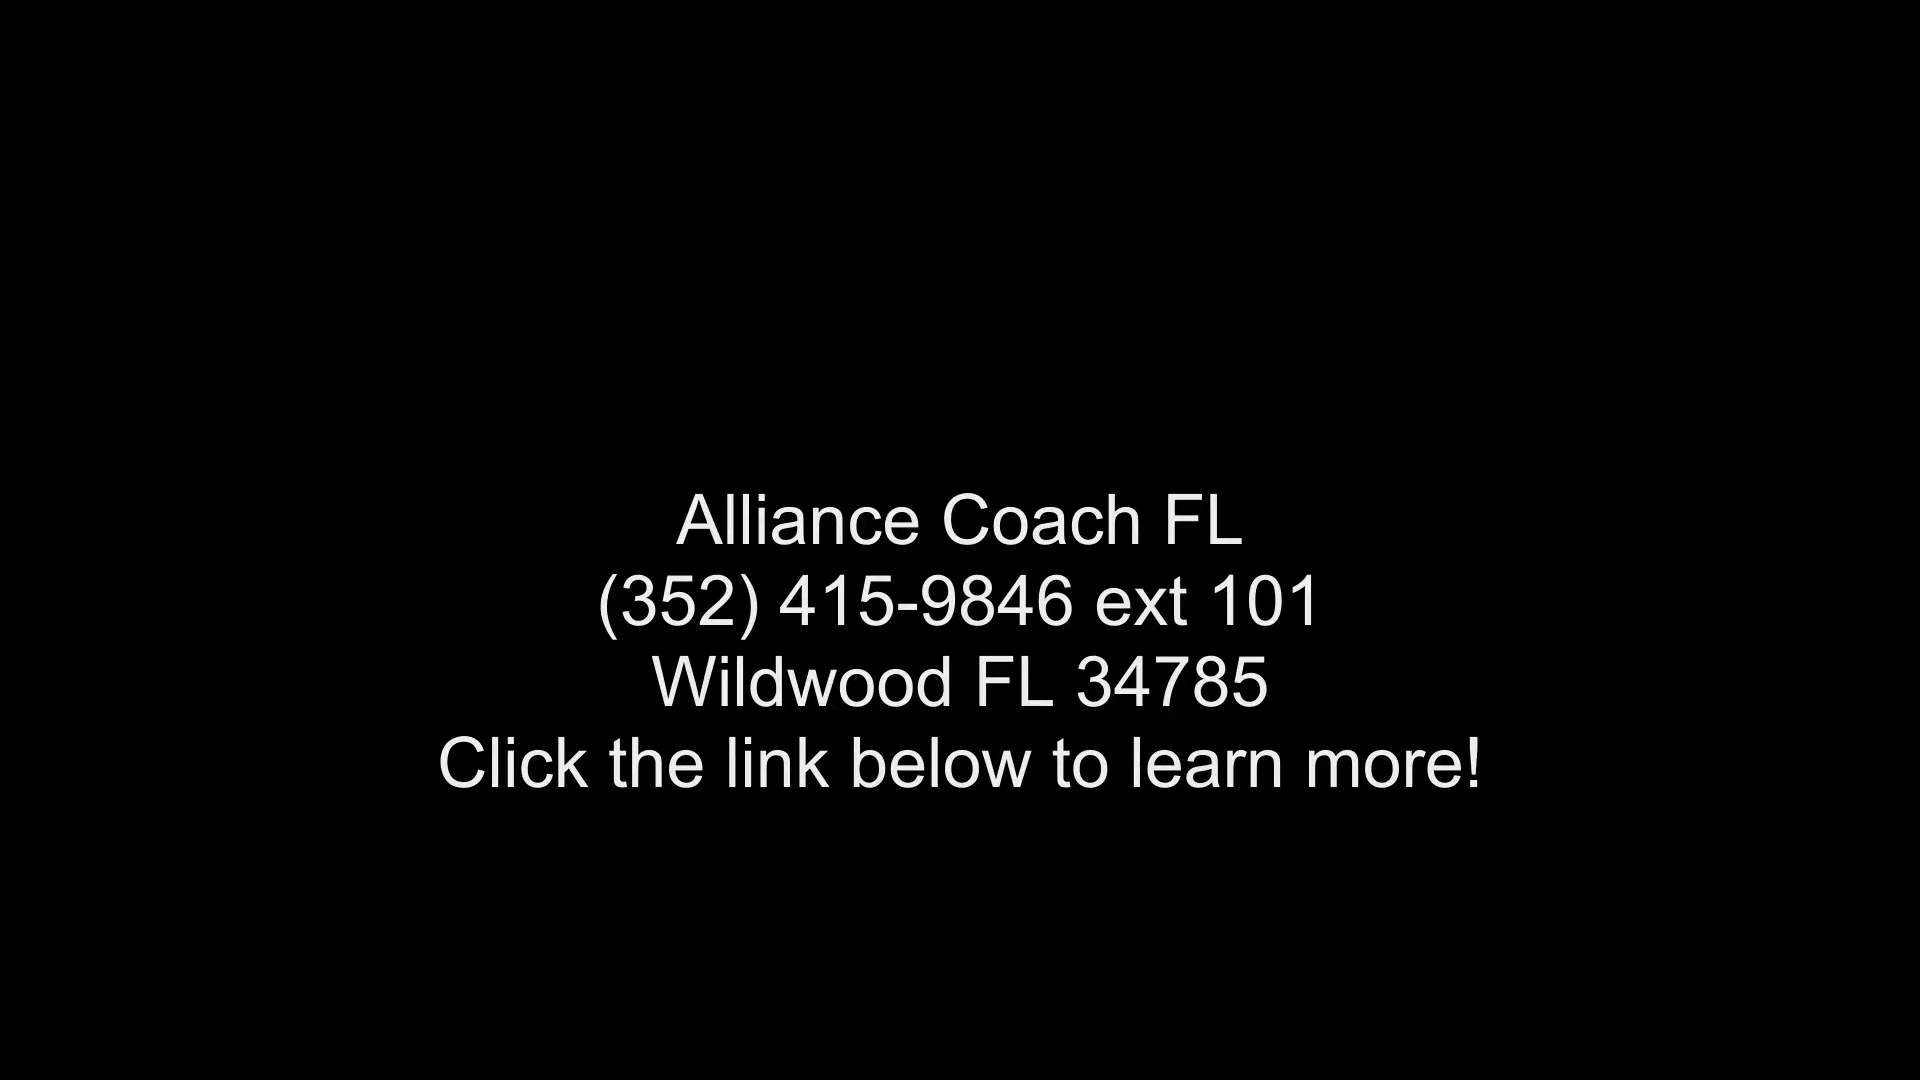 Alliance Coach FL
(352) 415-9846 ext 101
Wildwood FL 34785
Click the link below to learn more!